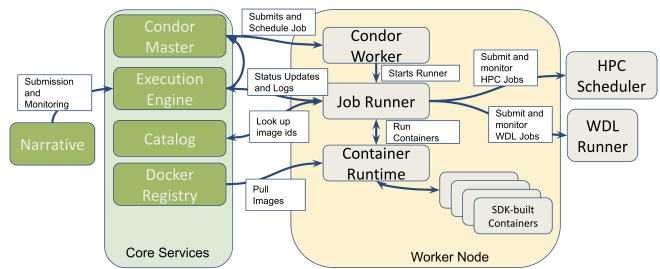 Submits and
Schedule Job
Condor
Master
Condor
Worker
Submission
and
Monitoring
Execution
Engine
Status Updates
and Logs
Starts Runner
Submit and
monitor
HPC Jobs
HPC
Scheduler
Job Runner
Narrative
Catalog
Look up
image ids
Run
Containers
Submit and
monitor
WDL Jobs
WDL
Runner
Docker
Registry
Pull
Images
Container
Runtime
SDK-built
Containers
Core Services
Worker Node